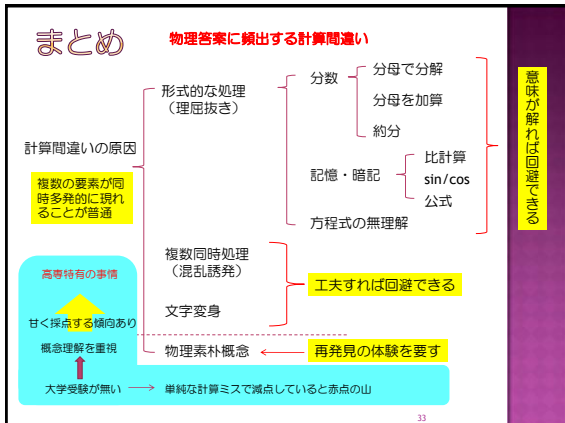 まとめ
物理答案に頻出する計算間違い
計算間違いの原因
複数の要素が同
時多発的に現れ
ることが普通
形式的な処理
(理屈抜き)
分数
分母で分解
分母を加算
約分
記憶・暗記
比計算
sin/cos
公式
方程式の無理解
意味が解れば回避できる
複数同時処理
(混乱誘発)
文字変身
工夫すれば回避できる
物理素朴概念
再発見の体験を要す
高専特有の事情
甘く採点する傾向あり
概念理解を重視
大学受験が無い
単純な計算ミスで減点していると赤点の山
33